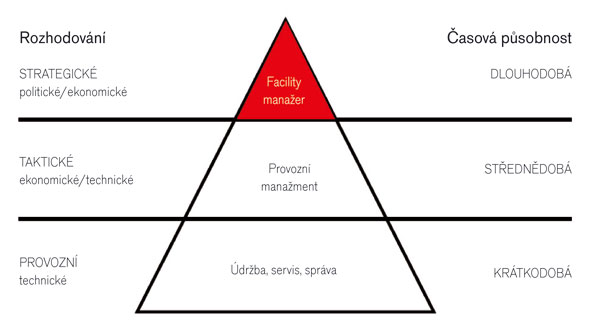 Rozhodování
Časová působnost
STRATEGICKÉ
politické/ekonomické
Facility
manažer
DLOUHODOBÁ
TAKTICKÉ
ekonomické/technické
Provozní
manažment
STŘEDNĚDOBÁ
PROVOZNÍ
technické
Údržba, servis, správa
KRÁTKODOBÁ